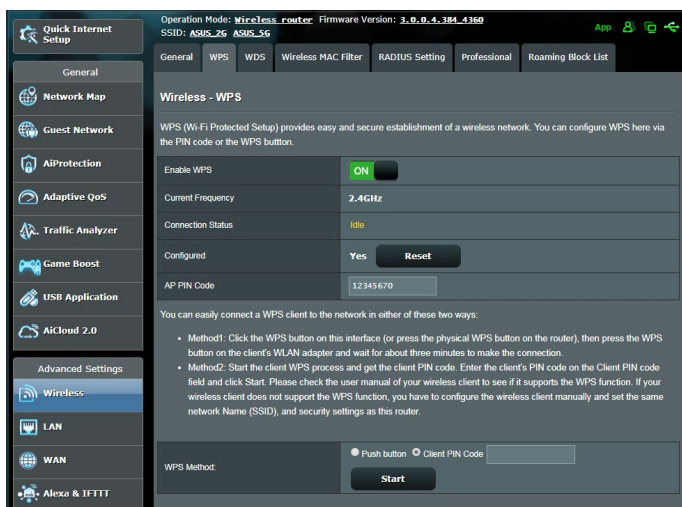 Quick Internet
Setup
General
Network Map
Guest Network
AiProtection
Adaptive QoS
Traffic Analyzer
Game Boost
USB Application
AiCloud 2.0
Advanced Settings
Wireless
LAN
WAN
Alexa & IFTTT
Operation Mode: Wireless router Firmware Version: 3.0.0.4.384_4360
SSID: ASUS_2G ASUS_5G
App
General WPS WDS Wireless MAC Filter RADIUS Setting Professional Roaming Block List
Wireless - WPS
WPS (Wi-Fi Protected Setup) provides easy and secure establishment of a wireless network. You can configure WPS here via
the PIN code or the WPS buttton.
Enable WPS ON
Current Frequency 2.4GHz
Connection Status Idle
Configured Yes Reset
AP PIN Code 12345670
You can easily connect a WPS client to the network in either of these two ways:
• Method1: Click the WPS button on this interface (or press the physical WPS button on the router), then press the WPS
button on the client's WLAN adapter and wait for about three minutes to make the connection.
• Method2: Start the client WPS process and get the client PIN code. Enter the client's PIN code on the Client PIN code
field and click Start. Please check the user manual of your wireless client to see if it supports the WPS function. If your
wireless client does not support the WPS function, you have to configure the wireless client manually and set the same
network Name (SSID), and security settings as this router.
WPS Method: Push button Client PIN Code
Start